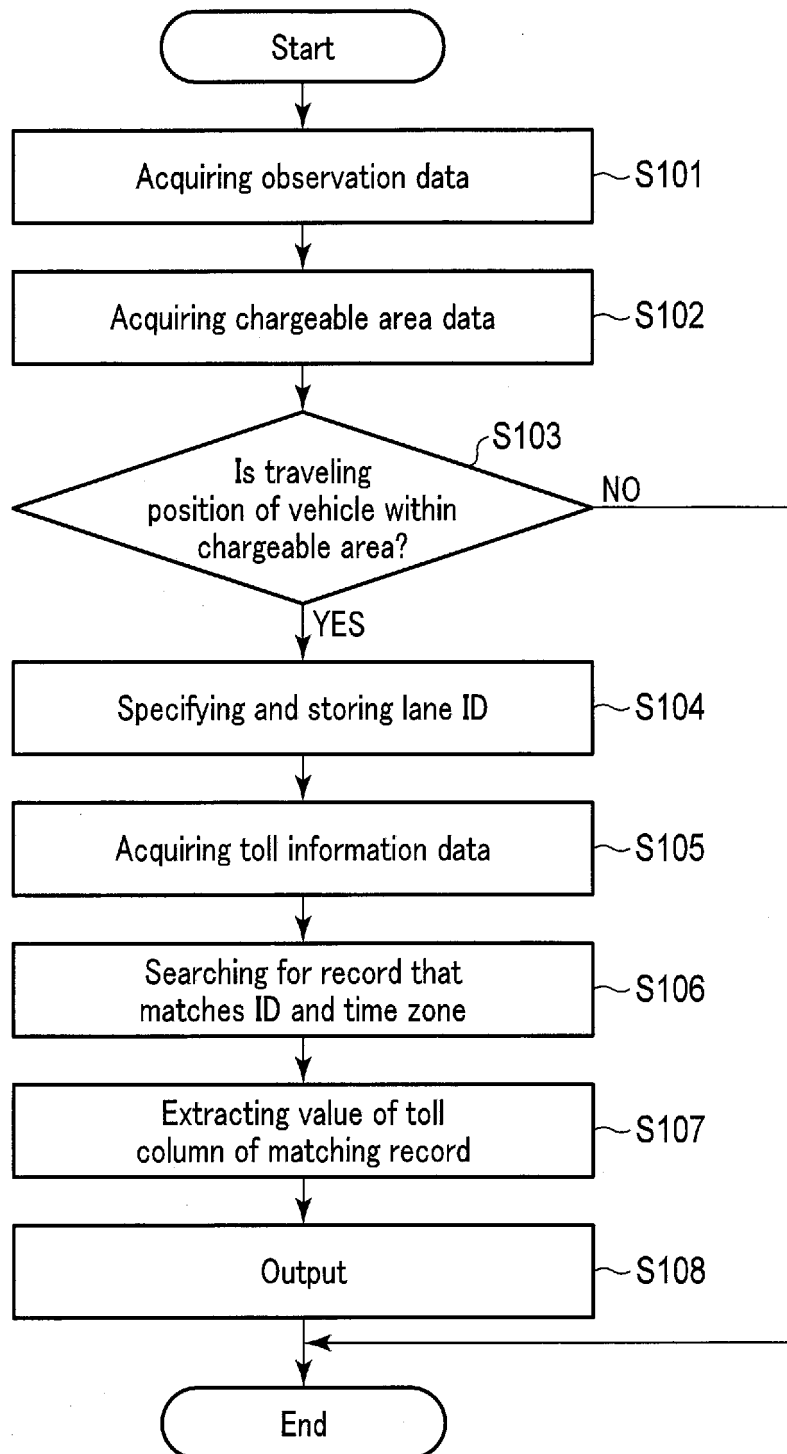 Start
Acquiring observation data
S101
Acquiring chargeable area data
S102
S103
Is traveling
position of vehicle within
chargeable area?
NO
YES
Specifying and storing lane ID
S104
Acquiring toll information data
S105
Searching for record that
matches ID and time zone
S106
Extracting value of toll
column of matching record
S107
Output
S108
End